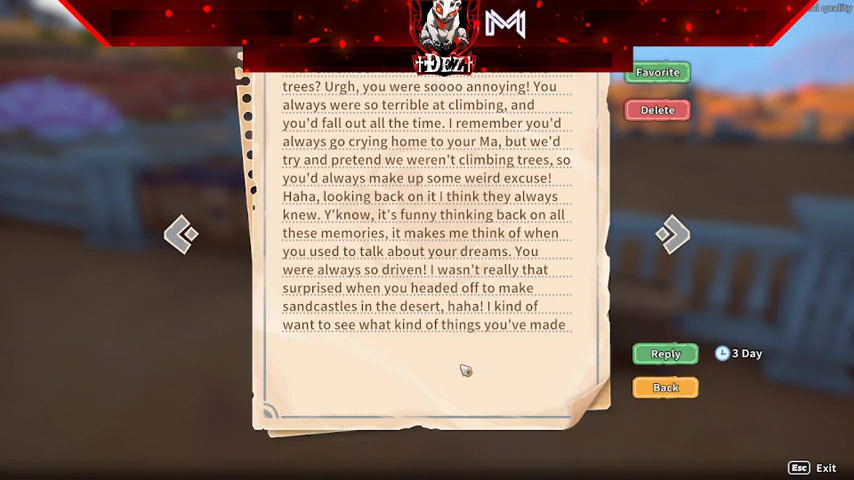 quality
†DEZ†
trees? Urgh, you were soooo annoying! You
always were so terrible at climbing, and
you'd fall out all the time. I remember you'd
always go crying home to your Ma, but we'd
try and pretend we weren't climbing trees, so
you'd always make up some weird excuse!
Haha, looking back on it I think they always
knew. Y'know, it's funny thinking back on all
these memories, it makes me think of when
you used to talk about your dreams. You
were always so driven! I wasn't really that
surprised when you headed off to make
sandcastles in the desert, haha! I kind of
want to see what kind of things you've made
Favorite
Delete
Reply
3 Day
Back
Esc Exit